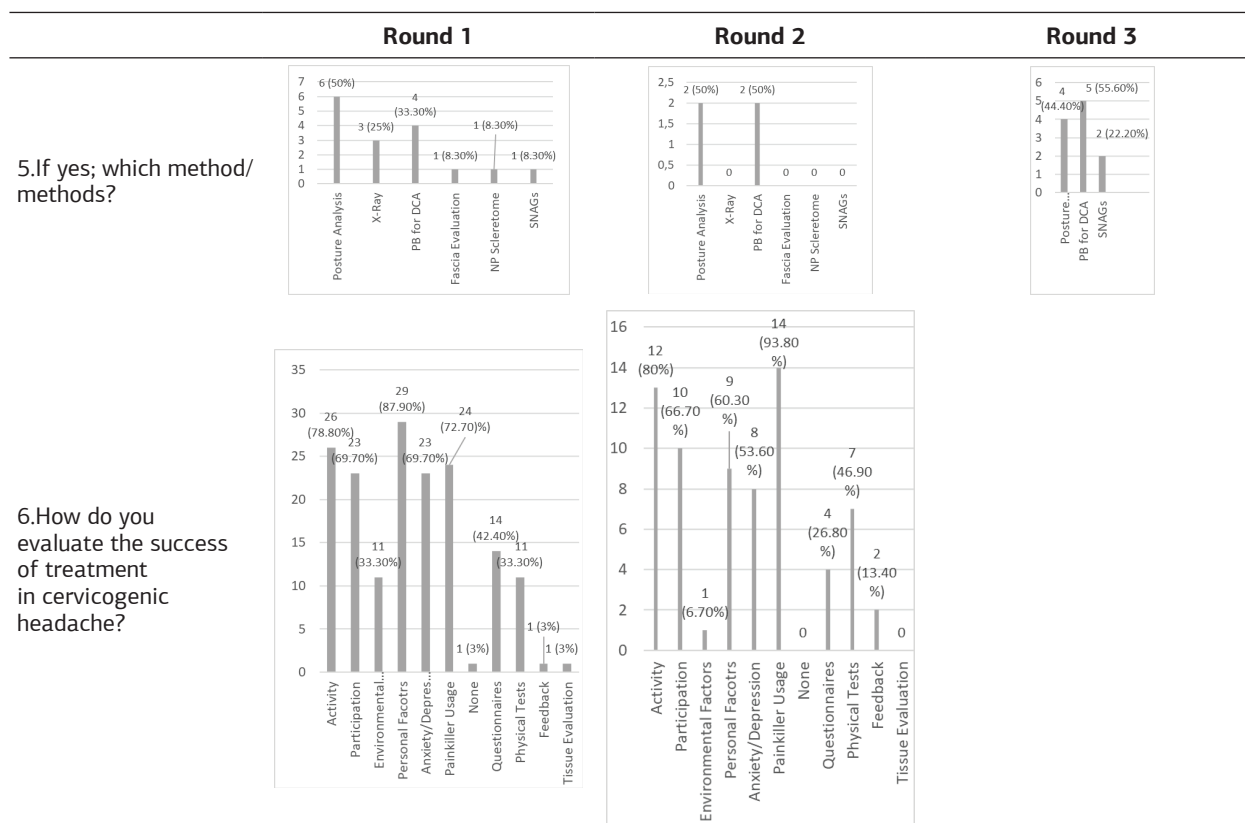 Round 1
Round 2
Round 3
5.If yes; which method/
methods?
7
6
5
4
3
2
1
6 (50%)
3 (25%)
4
(33.30%)
1 (8.30%)
1 (8.30%)
1 (8.30%)
Posture Analysis
X-Ray
PB for DCA
Fascia Evaluation
NP Scleretome
SNAGs
2,5
2
1,5
1
0,5
0
2 (50%)
0
2 (50%)
0
0
0
Posture Analysis
X-Ray
PB for DCA
Fascia Evaluation
NP Scleretome
SNAGs
6
5
4
3
2
1
0
4
(44.40%)
5 (55.60%)
2 (22.20%)
Posture...
PB for DCA
SNAGs
6.How do you
evaluate the success
of treatment
in cervicogenic
headache?
35
30
25
20
15
10
5
0
26
(78.80%)
23
(69.70%)
11
(33.30%)
29
(87.90%)
23
(69.70%)
24
(72.70)%)
1 (3%)
14
(42.40%)
11
(33.30%)
1 (3%)
1 (3%)
Activity
Participation
Environmental...
Personal Facotrs
Anxiety/Depres...
Painkiller Usage
None
Questionnaires
Physical Tests
Feedback
Tissue Evaluation
16
14
12
10
8
6
4
2
0
12
(80%)
10
(66.70
%)
1
(6.70%)
9
(60.30
%)
8
(53.60
%)
14
(93.80
%)
0
4
(26.80
%)
7
(46.90
%)
2
(13.40
%)
0
Activity
Participation
Environmental Factors
Personal Facotrs
Anxiety/Depression
Painkiller Usage
None
Questionnaires
Physical Tests
Feedback
Tissue Evaluation